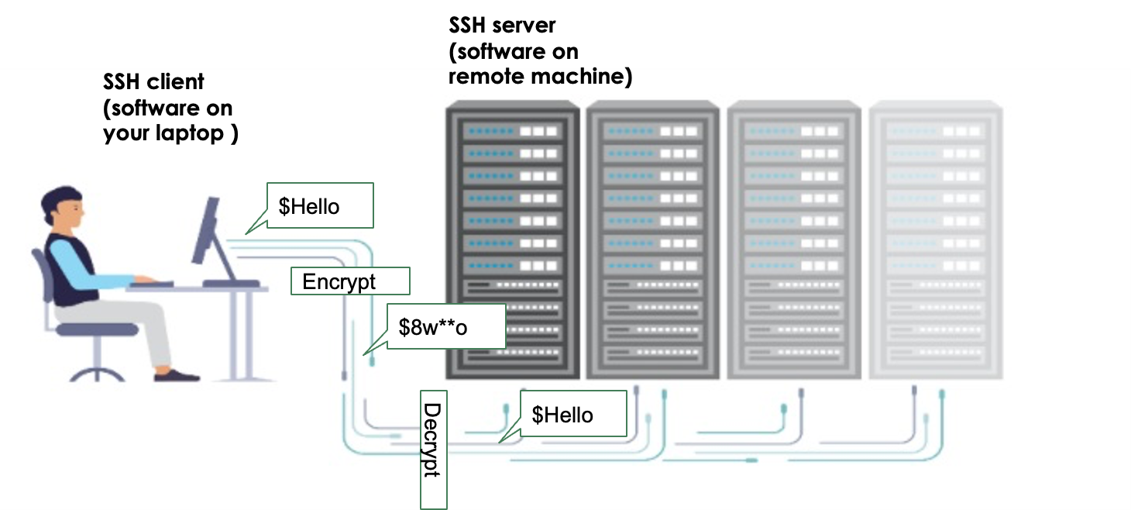 SSH server
(software on
remote machine)
SSH client
(software on
your laptop )
$Hello
Encrypt
$8w**o
Decrypt
$Hello